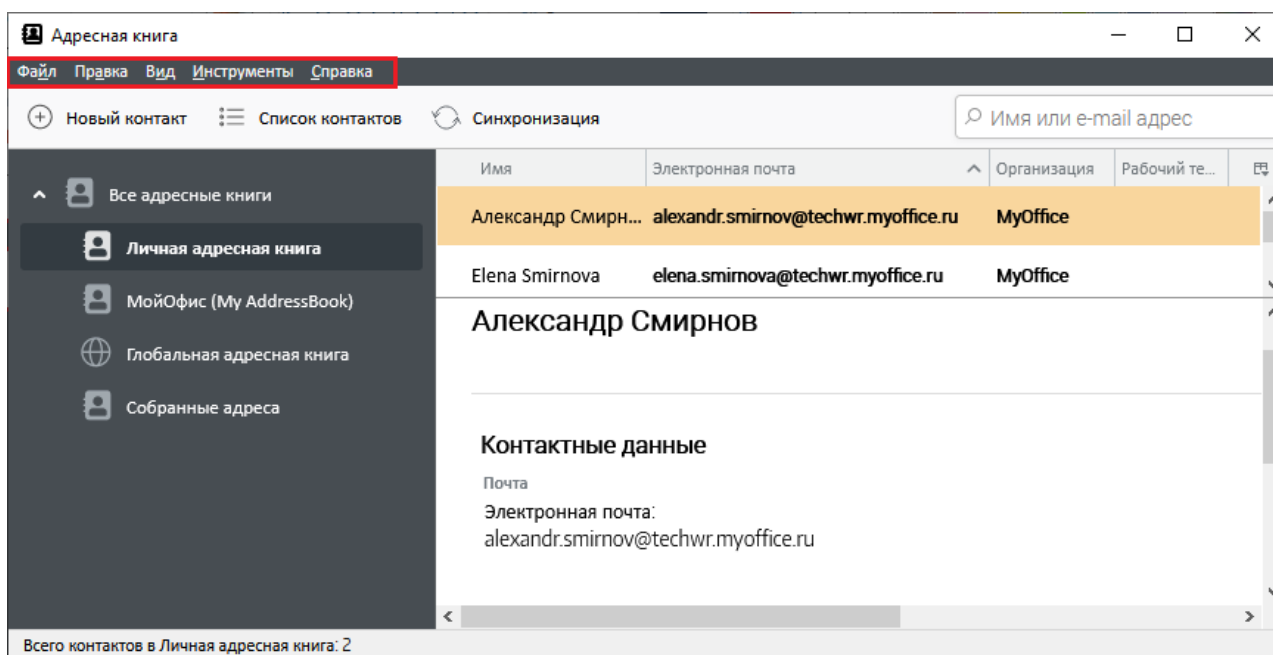 Адресная книга
Файл Правка Вид Инструменты Справка
Новый контакт Список контактов Синхронизация Имя или e-mail адрес
Имя Электронная почта Организация Рабочий те...
Все адресные книги
Личная адресная книга
МойОфис (My AddressBook)
Глобальная адресная книга
Собранные адреса
Александр Смирн... alexandr.smirnov@techwr.myoffice.ru MyOffice
Elena Smirnova elena.smirnova@techwr.myoffice.ru MyOffice
Александр Смирнов
Контактные данные
Почта
Электронная почта:
alexandr.smirnov@techwr.myoffice.ru
Всего контактов в Личная адресная книга: 2